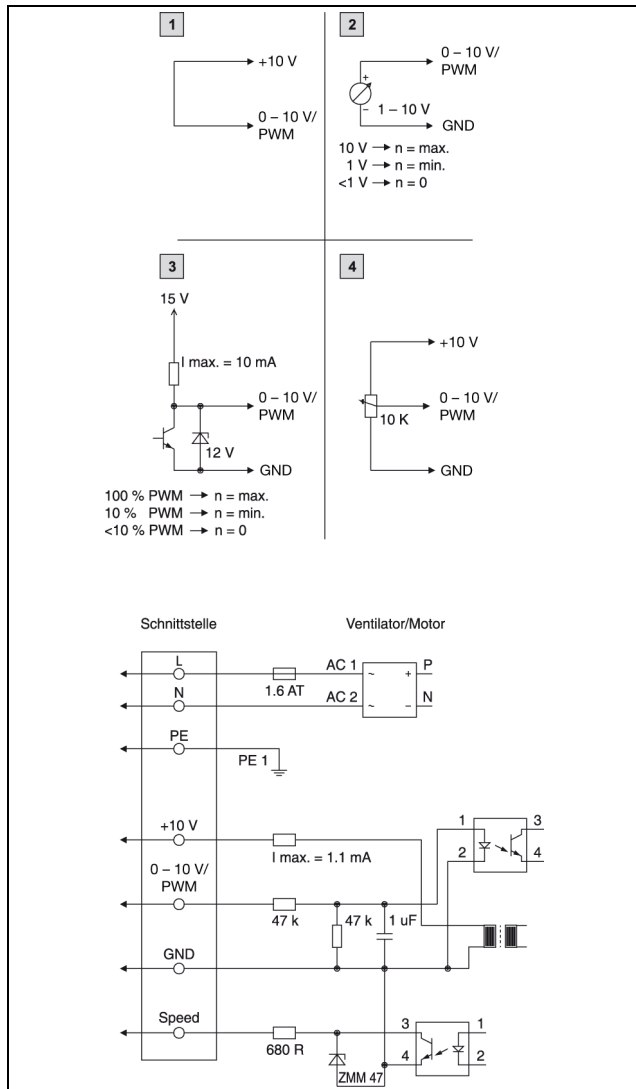 1
+10 V
0 – 10 V/
PWM
2
0 – 10 V/
PWM
+
–
1 – 10 V
GND
10 V → n = max.
1 V → n = min.
<1 V → n = 0
3
15 V
I max. = 10 mA
0 – 10 V/
PWM
12 V
GND
100 % PWM → n = max.
10 % PWM → n = min.
<10 % PWM → n = 0
4
+10 V
0 – 10 V/
PWM
10 K
GND
Schnittstelle
Ventilator/Motor
L
1.6 AT
AC 1
~ +
P
N
AC 2
~ –
N
PE
PE 1
+10 V
I max. = 1.1 mA
1
2
3
4
0 – 10 V/
PWM
47 k
47 k
1 uF
GND
Speed
680 R
ZMM 47
3
4
1
2